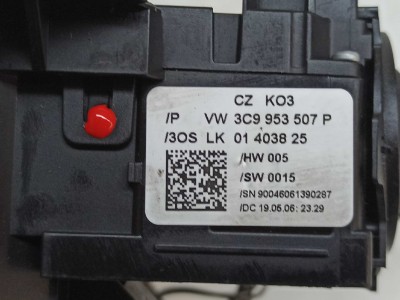 CZ KO3
/P VW 3C9 953 507 P
/3OS LK 01 4038 25
/HW 005
/SW 0015
/SN 90046061390287
/DC 19.05.06; 23.29